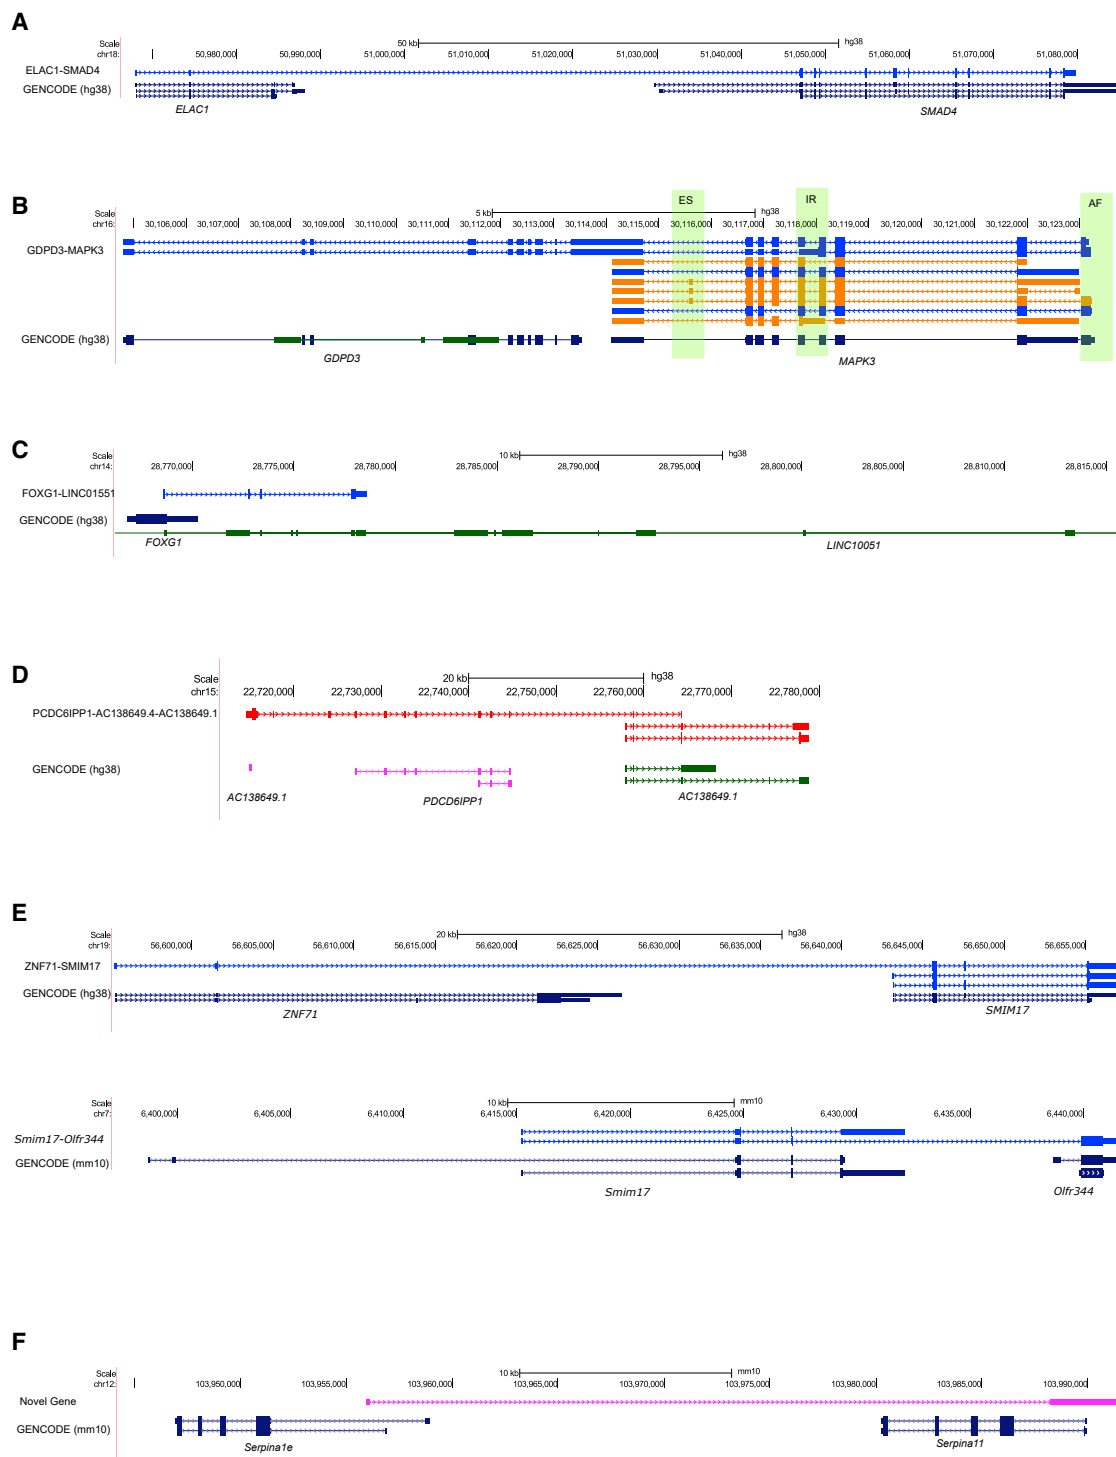 A
Scale 50 kb hg38
chr18: 50,980,000 50,990,000 51,000,000 51,010,000 51,020,000 51,030,000 51,040,000 51,050,000 51,060,000 51,070,000 51,080,000
ELAC1-SMAD4
GENCODE (hg38)
ELAC1 SMAD4
B
ES IR AF
Scale 5 kb hg38
chr16: 30,106,000 30,107,000 30,108,000 30,109,000 30,110,000 30,111,000 30,112,000 30,113,000 30,114,000 30,115,000 30,116,000 30,117,000 30,118,000 30,119,000 30,120,000 30,121,000 30,122,000 30,123,000
GDPD3-MAPK3
GENCODE (hg38)
GDPD3 MAPK3
C
Scale 10 kb hg38
chr14: 28,770,000 28,775,000 28,780,000 28,785,000 28,790,000 28,795,000 28,800,000 28,805,000 28,810,000 28,815,000
FOXG1-LINC01551
GENCODE (hg38)
FOXG1 LINC10051
D
Scale 20 kb hg38
chr15: 22,720,000 22,730,000 22,740,000 22,750,000 22,760,000 22,770,000 22,780,000
PCDC6IPP1-AC138649.4-AC138649.1
GENCODE (hg38)
AC138649.1 PDCD6IPP1 AC138649.1
E
Scale 20 kb hg38
chr19: 56,600,000 56,605,000 56,610,000 56,615,000 56,620,000 56,625,000 56,630,000 56,635,000 56,640,000 56,645,000 56,650,000 56,655,000
ZNF71-SMIM17
GENCODE (hg38)
ZNF71 SMIM17
Scale 10 kb mm10
chr7: 6,400,000 6,405,000 6,410,000 6,415,000 6,420,000 6,425,000 6,430,000 6,435,000 6,440,000
Smim17-Olfr344
GENCODE (mm10)
Smim17 Olfr344
F
Scale 10 kb mm10
chr12: 103,950,000 103,955,000 103,960,000 103,965,000 103,970,000 103,975,000 103,980,000 103,985,000 103,990,000
Novel Gene
GENCODE (mm10)
Serpina1e Serpina11